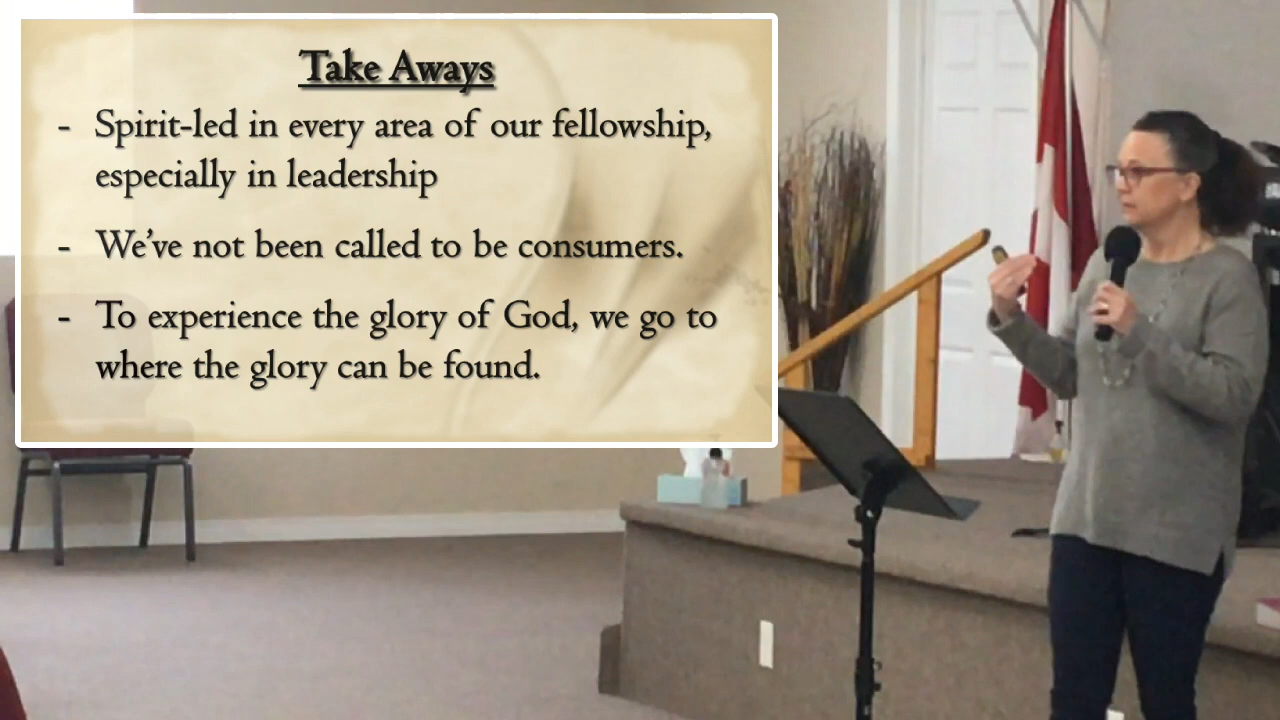 Take Aways
- Spirit-led in every area of our fellowship,
especially in leadership
- We've not been called to be consumers.
- To experience the glory of God, we go to
where the glory can be found.